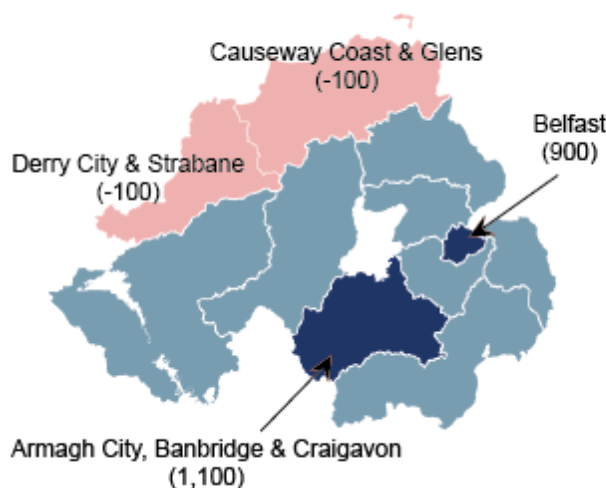 Causeway Coast & Glens
(-100)
Belfast
(900)
Derry City & Strabane
(-100)
Armagh City, Banbridge & Craigavon
(1,100)